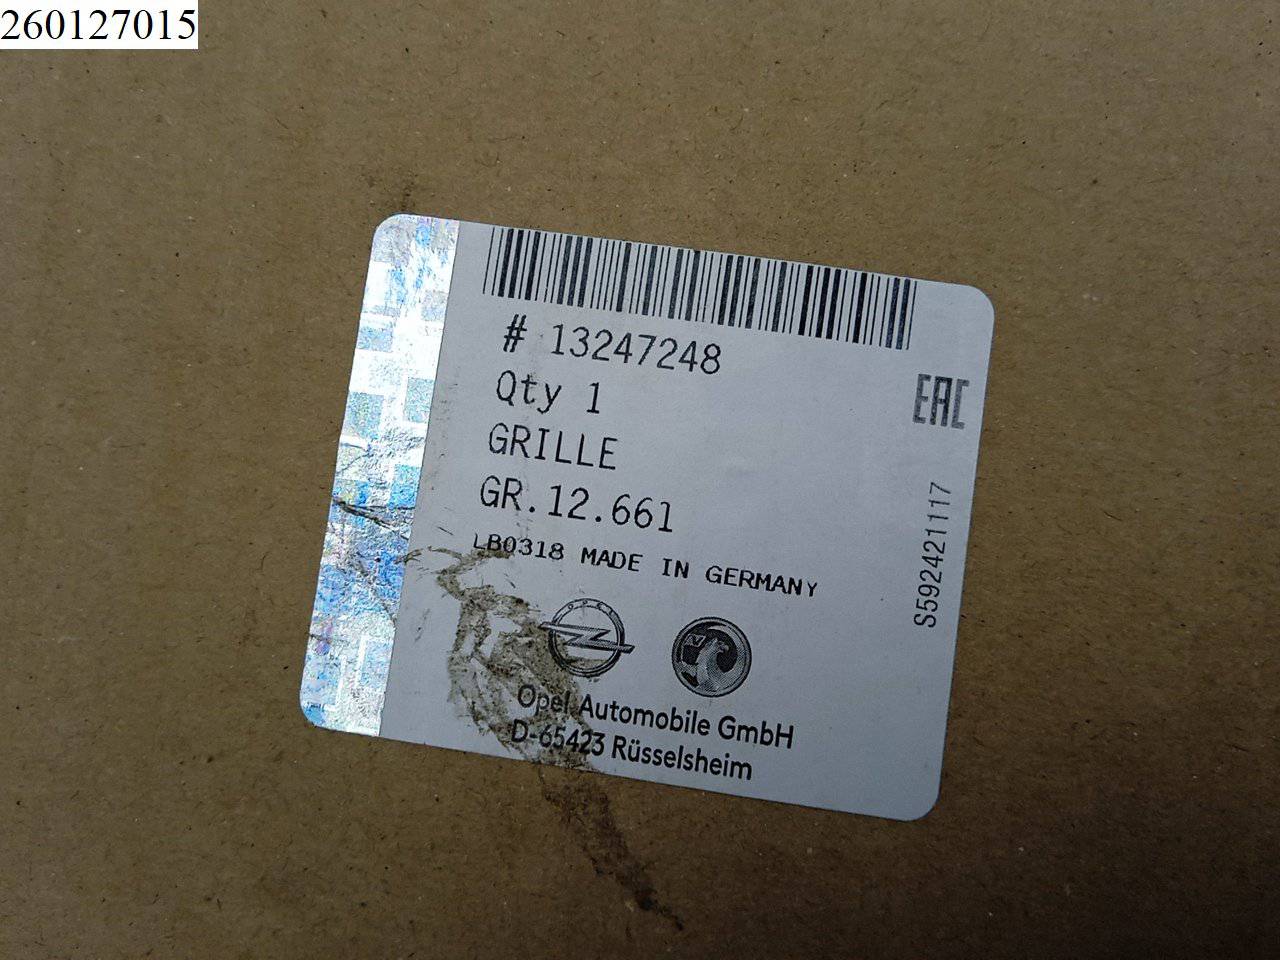 260127015
# 13247248
Qty 1
GRILLE
GR.12.661
LB0318 MADE IN GERMANY
EAC
S592421117
OPEL
Opel Automobile GmbH
D-65423 Rüsselsheim